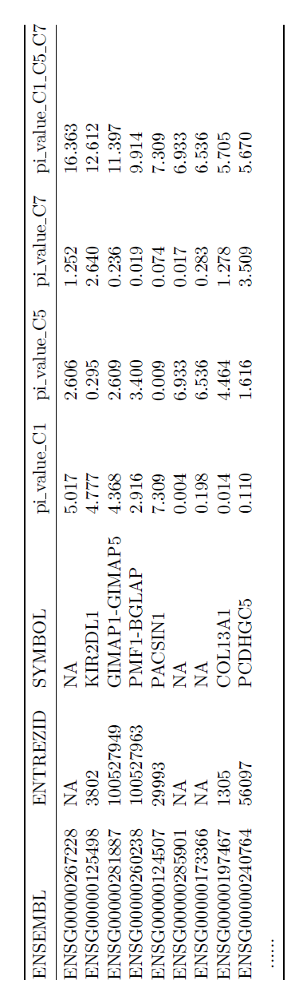 ENSEMBL ENTREZID SYMBOL pi_value_C1 pi_value_C5 pi_value_C7 pi_value_C1_C5_C7
ENSG00000267228 NA NA 5.017 2.606 1.252 16.363
ENSG00000125498 3802 KIR2DL1 4.777 0.295 2.640 12.612
ENSG00000281887 100527949 GIMAP1-GIMAP5 4.368 2.609 0.236 11.397
ENSG00000260238 100527963 PMF1-BGLAP 2.916 3.400 0.019 9.914
ENSG00000124507 29993 PACSIN1 7.309 0.009 0.074 7.309
ENSG00000285901 NA NA 0.004 6.933 0.017 6.933
ENSG00000173366 NA NA 0.198 6.536 0.283 6.536
ENSG00000197467 1305 COL13A1 0.014 4.464 1.278 5.705
ENSG00000240764 56097 PCDHGC5 0.110 1.616 3.509 5.670
......